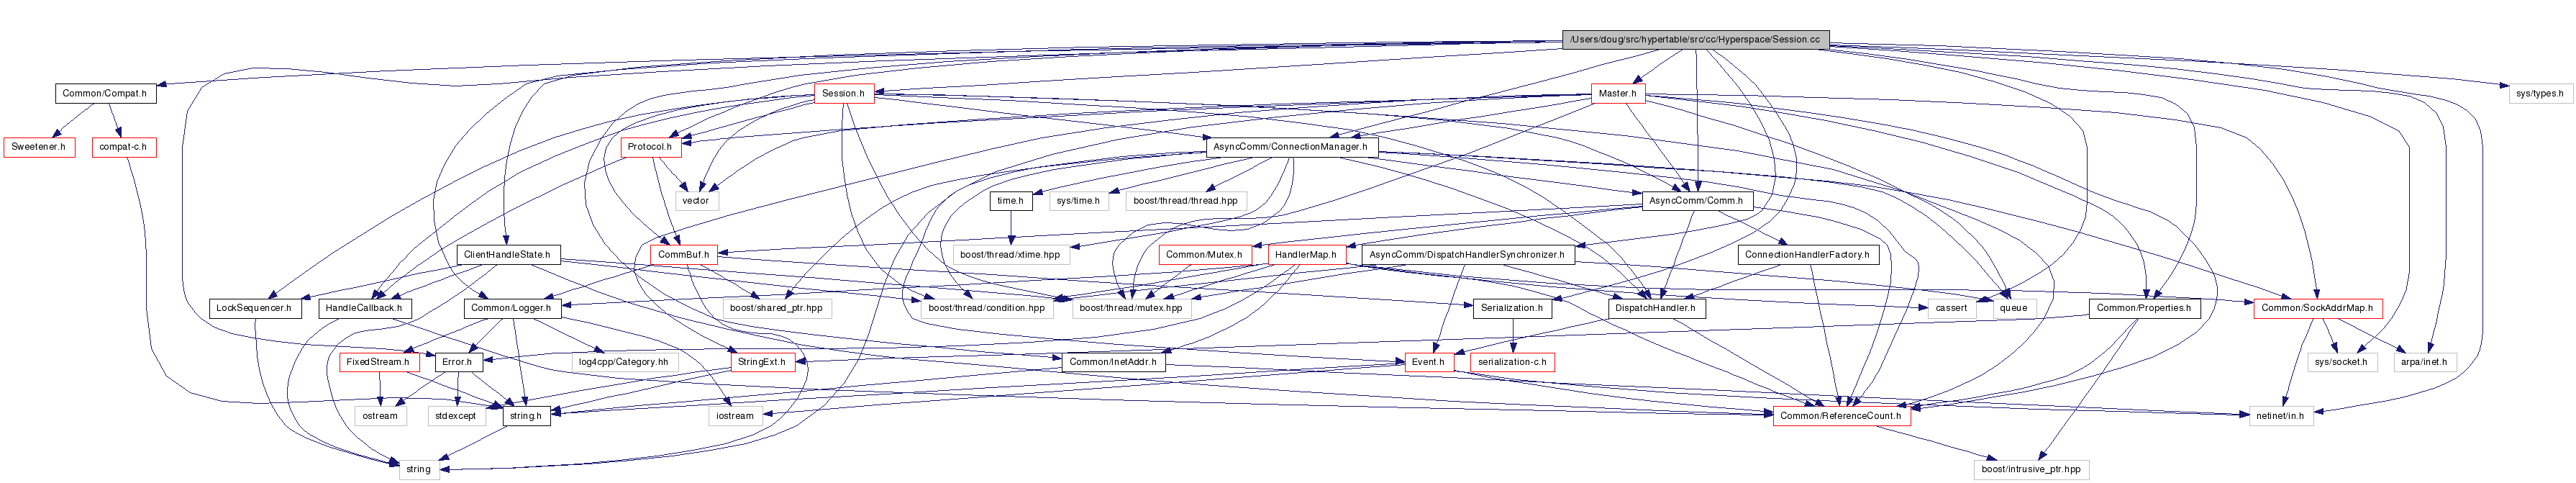 /Users/doug/src/hypertable/src/cc/Hyperspace/Session.cc
Common/Compat.h
Session.h
Master.h
sys/types.h
Sweetener.h
compat-c.h
Protocol.h
AsyncComm/ConnectionManager.h
vector
time.h
sys/time.h
boost/thread/thread.hpp
AsyncComm/Comm.h
ClientHandleState.h
CommBuf.h
boost/thread/xtime.hpp
Common/Mutex.h
HandlerMap.h
AsyncComm/DispatchHandlerSynchronizer.h
ConnectionHandlerFactory.h
LockSequencer.h
HandleCallback.h
Common/Logger.h
boost/shared_ptr.hpp
boost/thread/condition.hpp
boost/thread/mutex.hpp
Serialization.h
DispatchHandler.h
cassert
queue
Common/Properties.h
Common/SockAddrMap.h
FixedStream.h
Error.h
log4cpp/Category.hh
StringExt.h
Common/InetAddr.h
Event.h
serialization-c.h
sys/socket.h
arpa/inet.h
ostream
stdexcept
string.h
iostream
Common/ReferenceCount.h
netinet/in.h
string
boost/intrusive_ptr.hpp